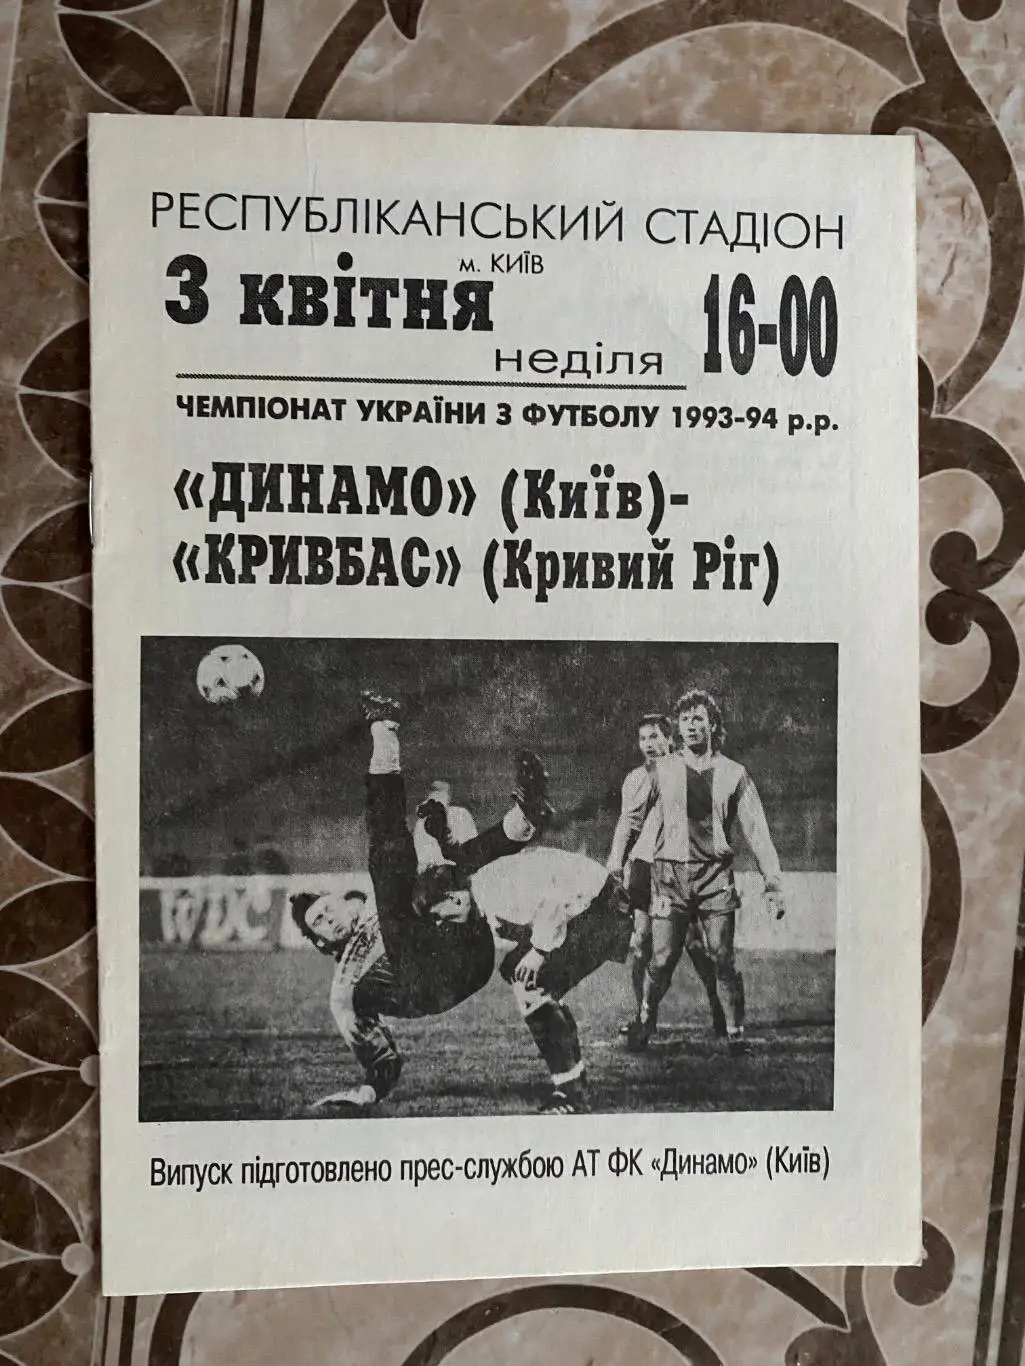 РЕСПУБЛІКАНСЬКИЙ СТАДІОН
м. КИЇВ
3 квітня
16-00
неділя
ЧЕМПІОНАТ УКРАЇНИ З ФУТБОЛУ 1993-94 р.р.
«ДИНАМО» (Київ)-
«КРИВБАС» (Кривий Ріг)
WDC
Випуск підготовлено прес-службою АТ ФК «Динамо» (Київ)